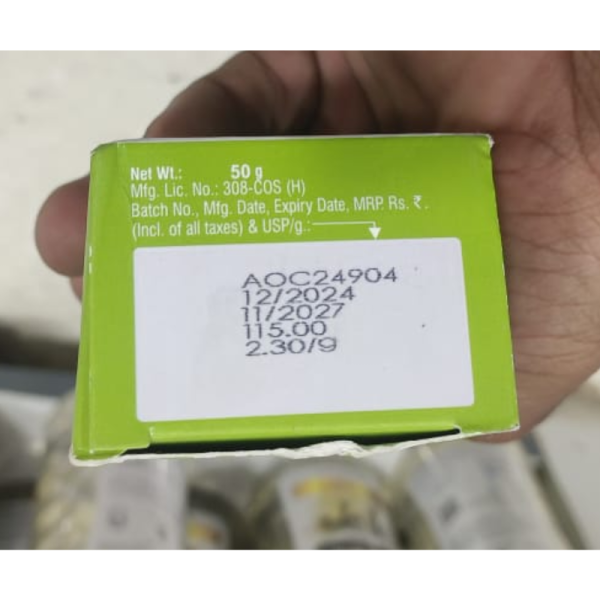 Net Wt.: 50 g
Mfg. Lic. No.: 308-COS (H)
Batch No., Mfg. Date, Expiry Date, MRP. Rs. ₹.
(Incl. of all taxes) & USP/g.:
AOC24904
12/2024
11/2027
115.00
2.30/g